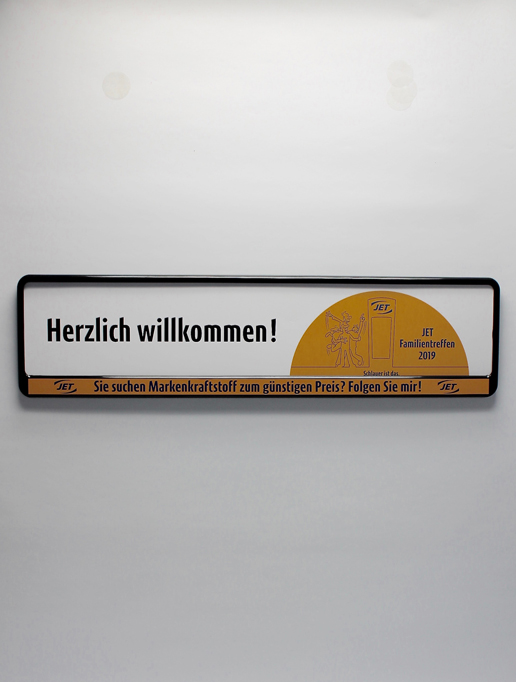 Herzlich willkommen!
JET
JET
Familientreffen
2019
Schlauer ist das.
JET Sie suchen Markenkraftstoff zum günstigen Preis? Folgen Sie mir! JET